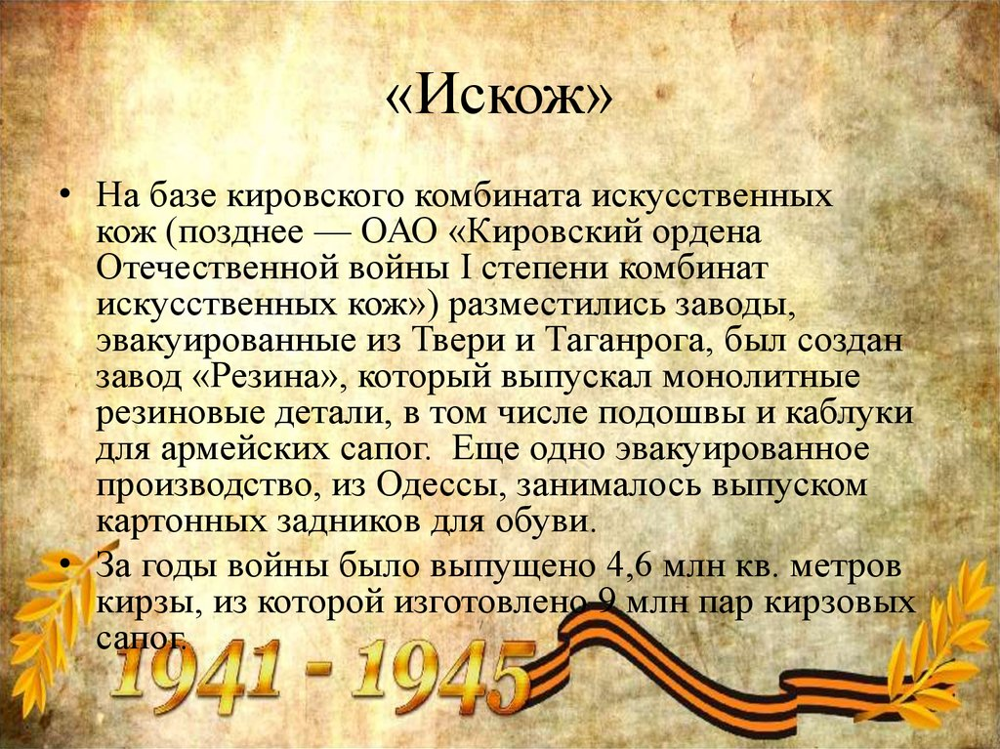 «Искож»
• На базе кировского комбината искусственных
кож (позднее — ОАО «Кировский ордена
Отечественной войны I степени комбинат
искусственных кож») разместились заводы,
эвакуированные из Твери и Таганрога, был создан
завод «Резина», который выпускал монолитные
резиновые детали, в том числе подошвы и каблуки
для армейских сапог. Еще одно эвакуированное
производство, из Одессы, занималось выпуском
картонных задников для обуви.
• За годы войны было выпущено 4,6 млн кв. метров
кирзы, из которой изготовлено 9 млн пар кирзовых
сапог.
1941 - 1945